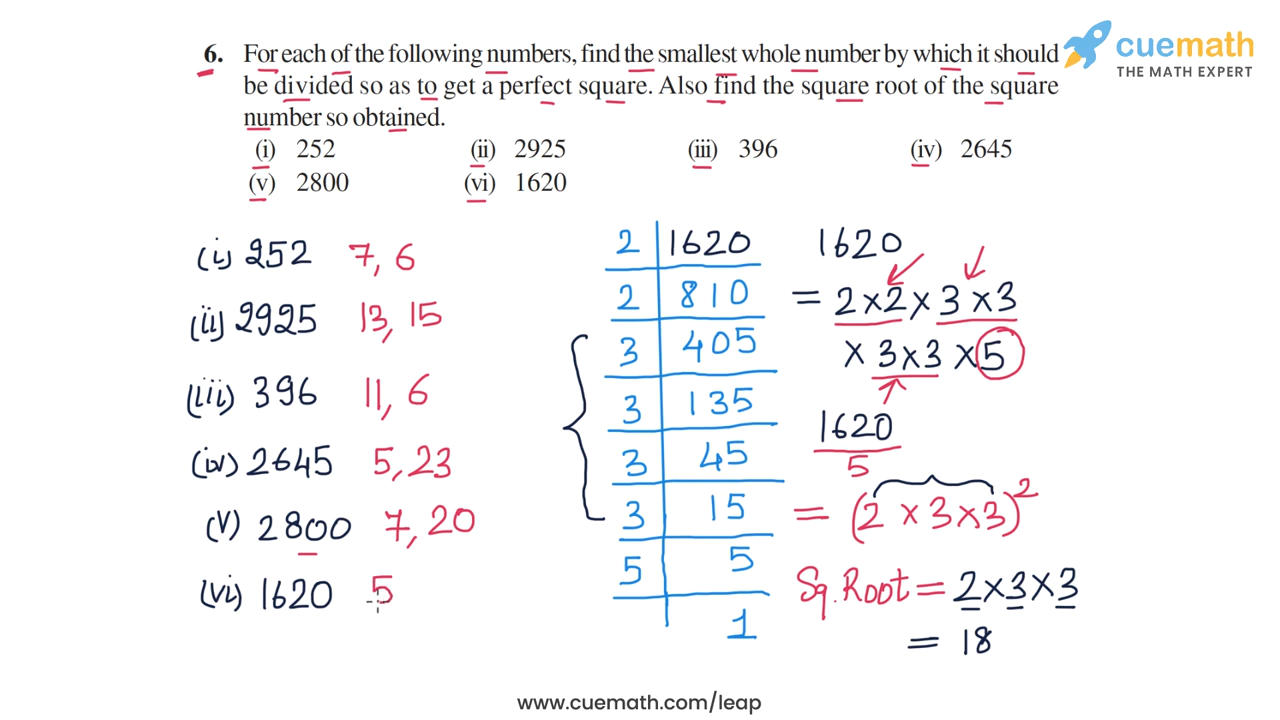 6. For each of the following numbers, find the smallest whole number by which it should
be divided so as to get a perfect square. Also find the square root of the square
number so obtained.
(i) 252 (ii) 2925 (iii) 396 (iv) 2645
(v) 2800 (vi) 1620
cuemath
THE MATH EXPERT
(i) 252 7, 6
(ii) 2925 13, 15
(iii) 396 11, 6
(iv) 2645 5, 23
(v) 2800 7, 20
(vi) 1620 5
2 1620
2 810
3 405
3 135
3 45
3 15
5 5
1
1620
= 2 × 2 × 3 × 3
× 3 × 3 × 5
1620
5
= (2 × 3 × 3)²
Sq. Root = 2 × 3 × 3
= 18
www.cuemath.com/leap